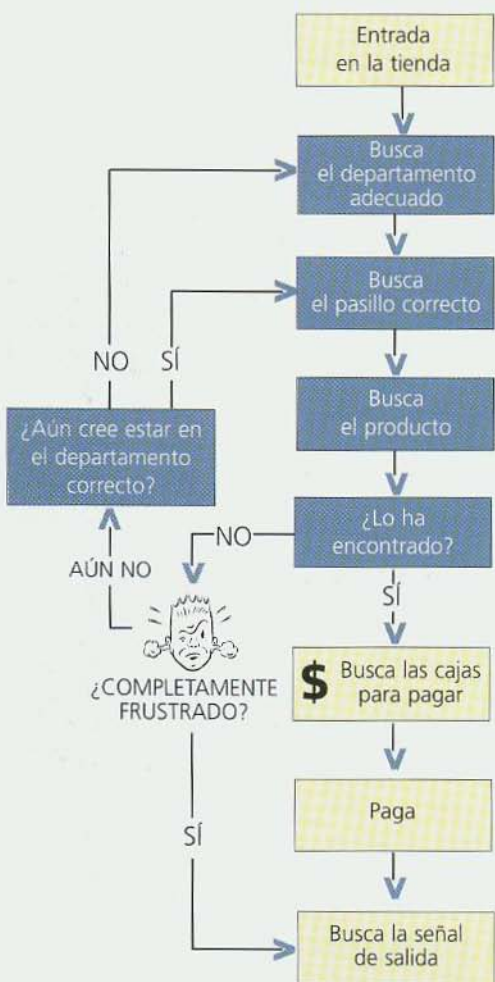 Entrada
en la tienda
Busca
el departamento
adecuado
Busca
el pasillo correcto
NO
SÍ
Busca
el producto
¿Aún cree estar en
el departamento
correcto?
¿Lo ha
encontrado?
NO
AÚN NO
SÍ
¿COMPLETAMENTE
FRUSTRADO?
$ Busca las cajas
para pagar
Paga
SÍ
Busca la señal
de salida